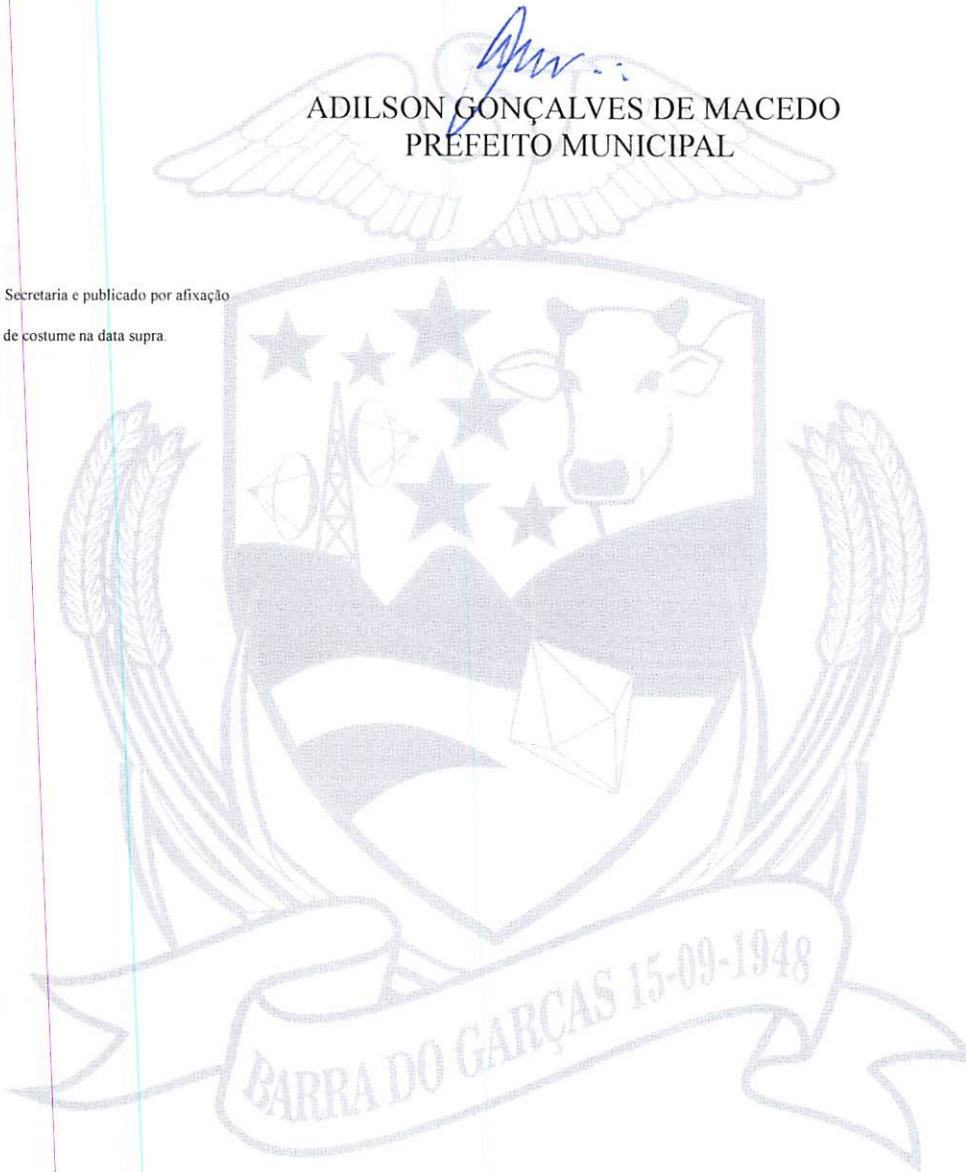 ADILSON GONÇALVES DE MACEDO
PREFEITO MUNICIPAL
Secretaria e publicado por afixação
de costume na data supra.
BARRA DO GARÇAS 15-09-1948